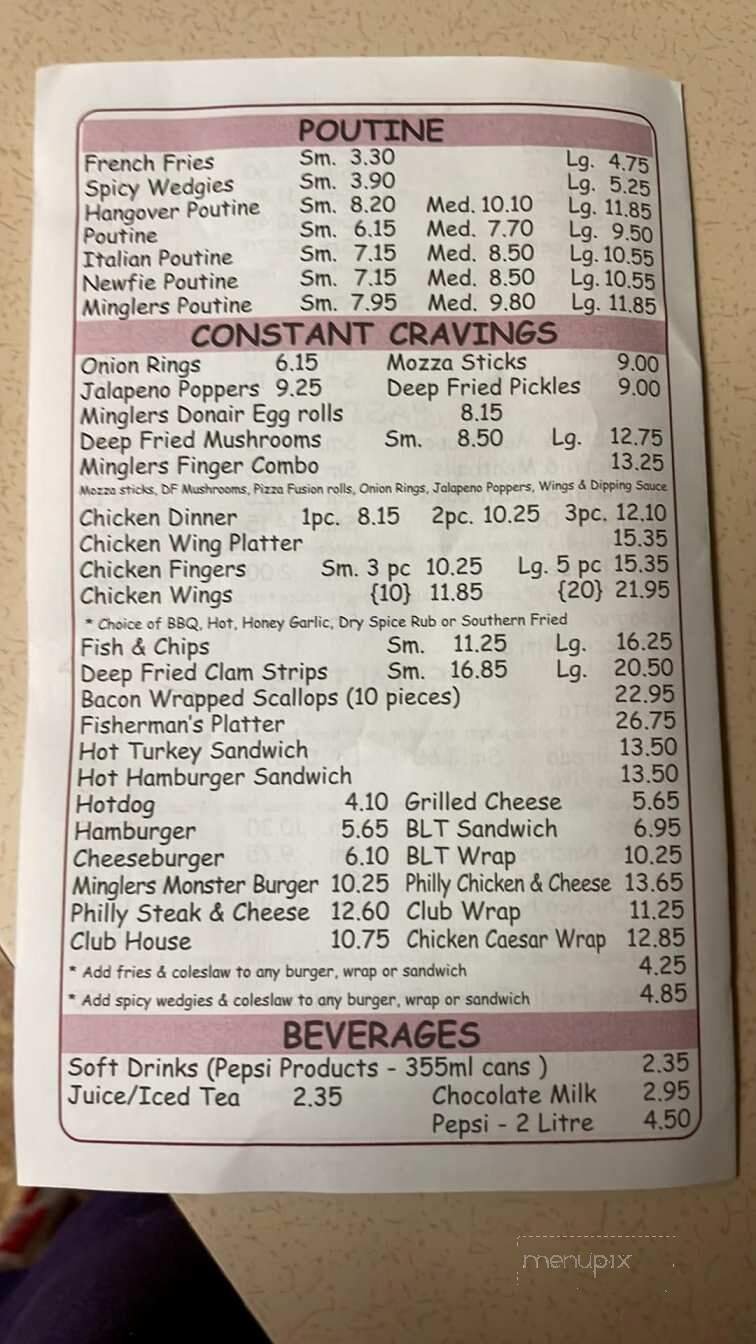 POUTINE
French Fries Sm. 3.30 Lg. 4.75
Spicy Wedgies Sm. 3.90 Lg. 5.25
Hangover Poutine Sm. 8.20 Med. 10.10 Lg. 11.85
Poutine Sm. 6.15 Med. 7.70 Lg. 9.50
Italian Poutine Sm. 7.15 Med. 8.50 Lg. 10.55
Newfie Poutine Sm. 7.15 Med. 8.50 Lg. 10.55
Minglers Poutine Sm. 7.95 Med. 9.80 Lg. 11.85
CONSTANT CRAVINGS
Onion Rings 6.15 Mozza Sticks 9.00
Jalapeno Poppers 9.25 Deep Fried Pickles 9.00
Minglers Donair Egg rolls 8.15
Deep Fried Mushrooms Sm. 8.50 Lg. 12.75
Minglers Finger Combo 13.25
Mozza sticks, DF Mushrooms, Pizza Fusion rolls, Onion Rings, Jalapeno Poppers, Wings & Dipping Sauce
Chicken Dinner 1pc. 8.15 2pc. 10.25 3pc. 12.10
Chicken Wing Platter 15.35
Chicken Fingers Sm. 3 pc 10.25 Lg. 5 pc 15.35
Chicken Wings {10} 11.85 {20} 21.95
* Choice of BBQ, Hot, Honey Garlic, Dry Spice Rub or Southern Fried
Fish & Chips Sm. 11.25 Lg. 16.25
Deep Fried Clam Strips Sm. 16.85 Lg. 20.50
Bacon Wrapped Scallops (10 pieces) 22.95
Fisherman's Platter 26.75
Hot Turkey Sandwich 13.50
Hot Hamburger Sandwich 13.50
Hotdog 4.10 Grilled Cheese 5.65
Hamburger 5.65 BLT Sandwich 6.95
Cheeseburger 6.10 BLT Wrap 10.25
Minglers Monster Burger 10.25 Philly Chicken & Cheese 13.65
Philly Steak & Cheese 12.60 Club Wrap 11.25
Club House 10.75 Chicken Caesar Wrap 12.85
* Add fries & coleslaw to any burger, wrap or sandwich 4.25
* Add spicy wedgies & coleslaw to any burger, wrap or sandwich 4.85
BEVERAGES
Soft Drinks (Pepsi Products - 355ml cans ) 2.35
Juice/Iced Tea 2.35 Chocolate Milk 2.95
Pepsi - 2 Litre 4.50
menupix